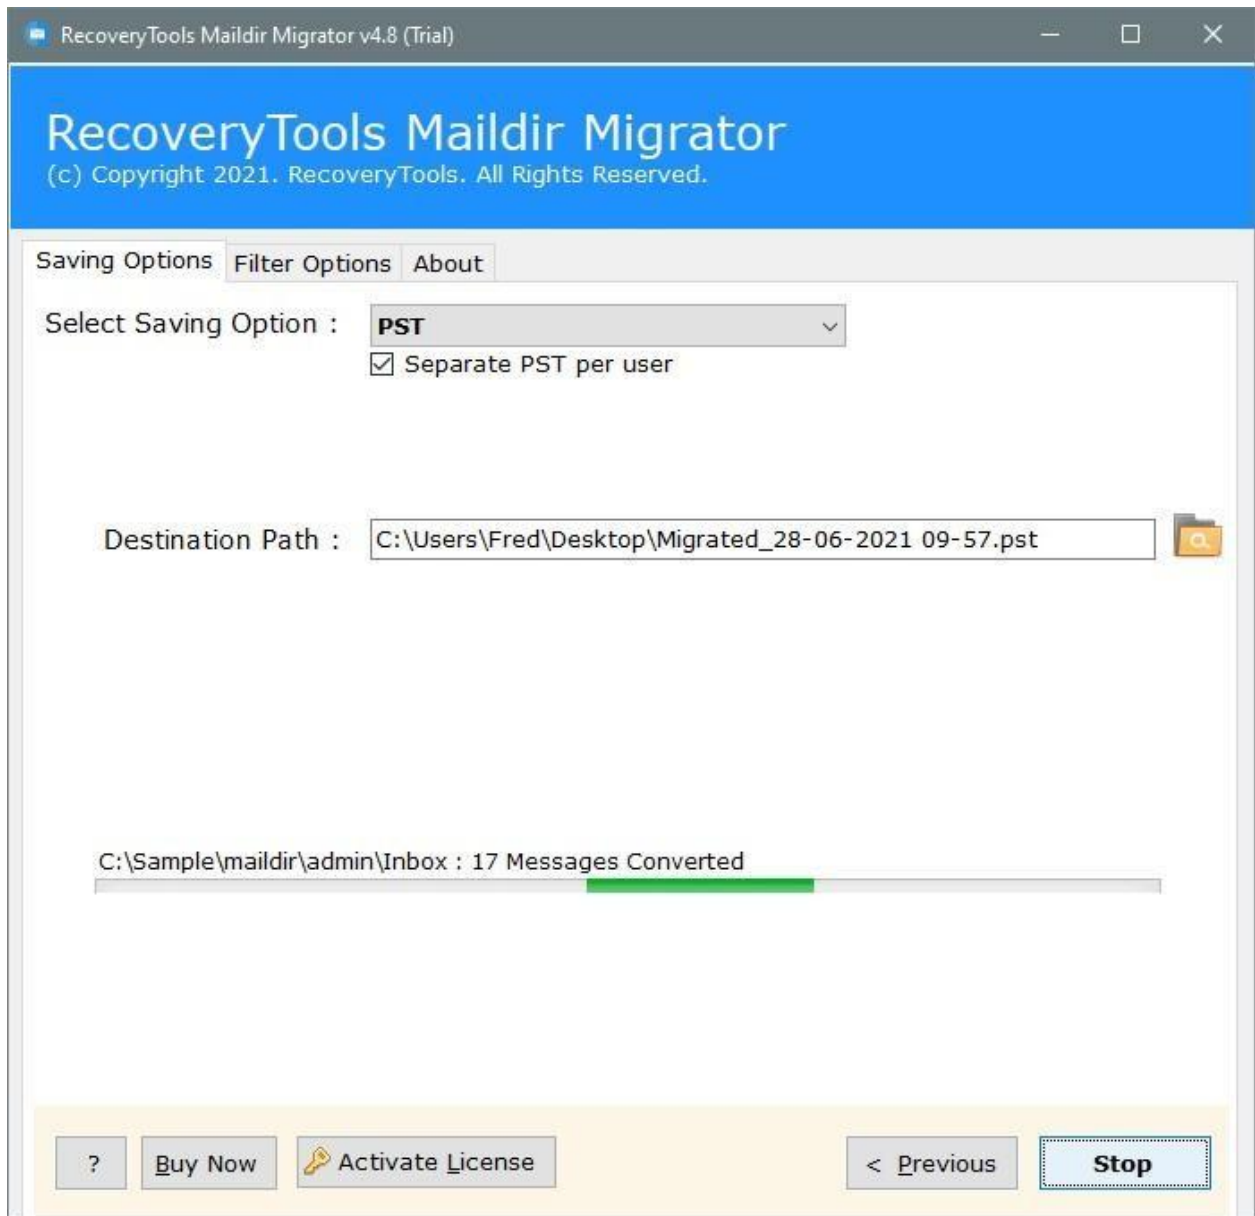 RecoveryTools Maildir Migrator v4.8 (Trial)
RecoveryTools Maildir Migrator
(c) Copyright 2021. RecoveryTools. All Rights Reserved.
Saving Options Filter Options About
Select Saving Option : PST
Separate PST per user
Destination Path : C:\Users\Fred\Desktop\Migrated_28-06-2021 09-57.pst
C:\Sample\maildir\admin\Inbox : 17 Messages Converted
? Buy Now Activate License < Previous Stop